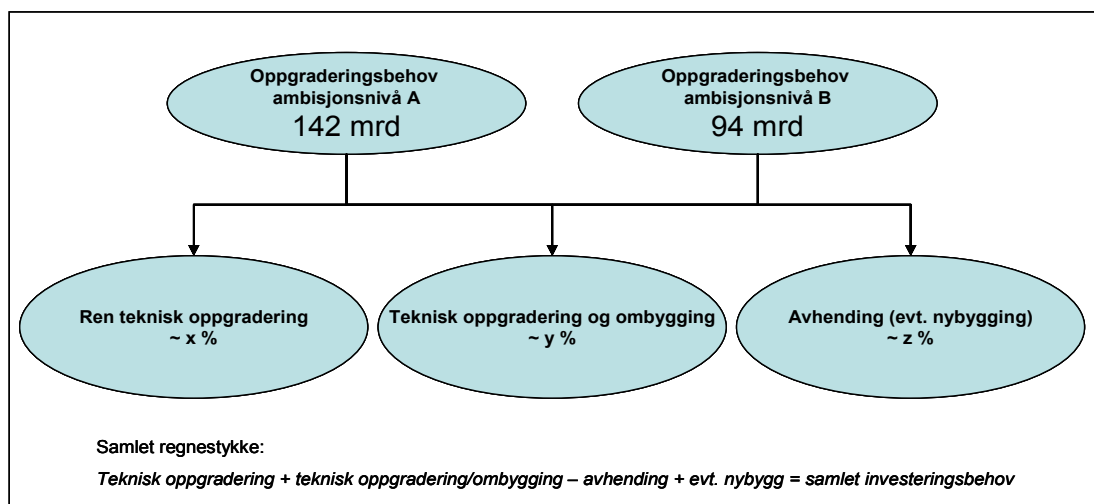 Oppgraderingsbehov
ambisjonsnivå A
142 mrd
Oppgraderingsbehov
ambisjonsnivå B
94 mrd
Ren teknisk oppgradering
~ x %
Teknisk oppgradering og ombygging
~ y %
Avhending (evt. nybygging)
~ z %
Samlet regnestykke:
Teknisk oppgradering + teknisk oppgradering/ombygging – avhending + evt. nybygg = samlet investeringsbehov